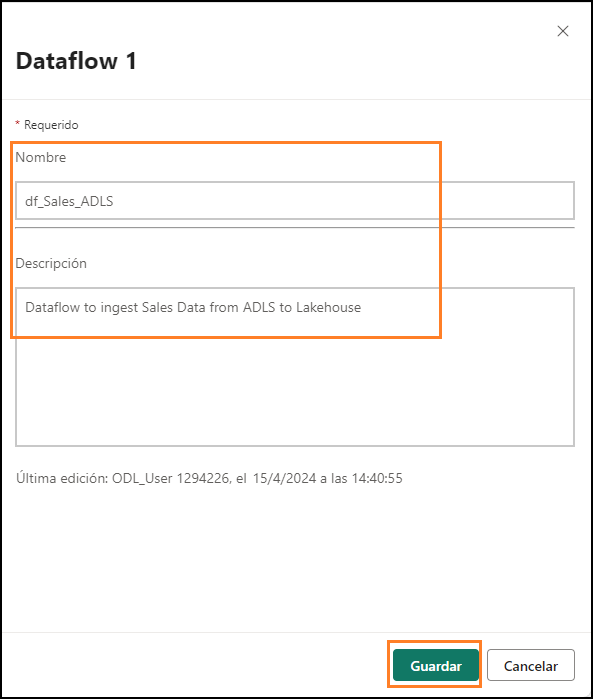 Dataflow 1
* Requerido
Nombre
df_Sales_ADLS
Descripción
Dataflow to ingest Sales Data from ADLS to Lakehouse
Última edición: ODL_User 1294226, el 15/4/2024 a las 14:40:55
Guardar
Cancelar